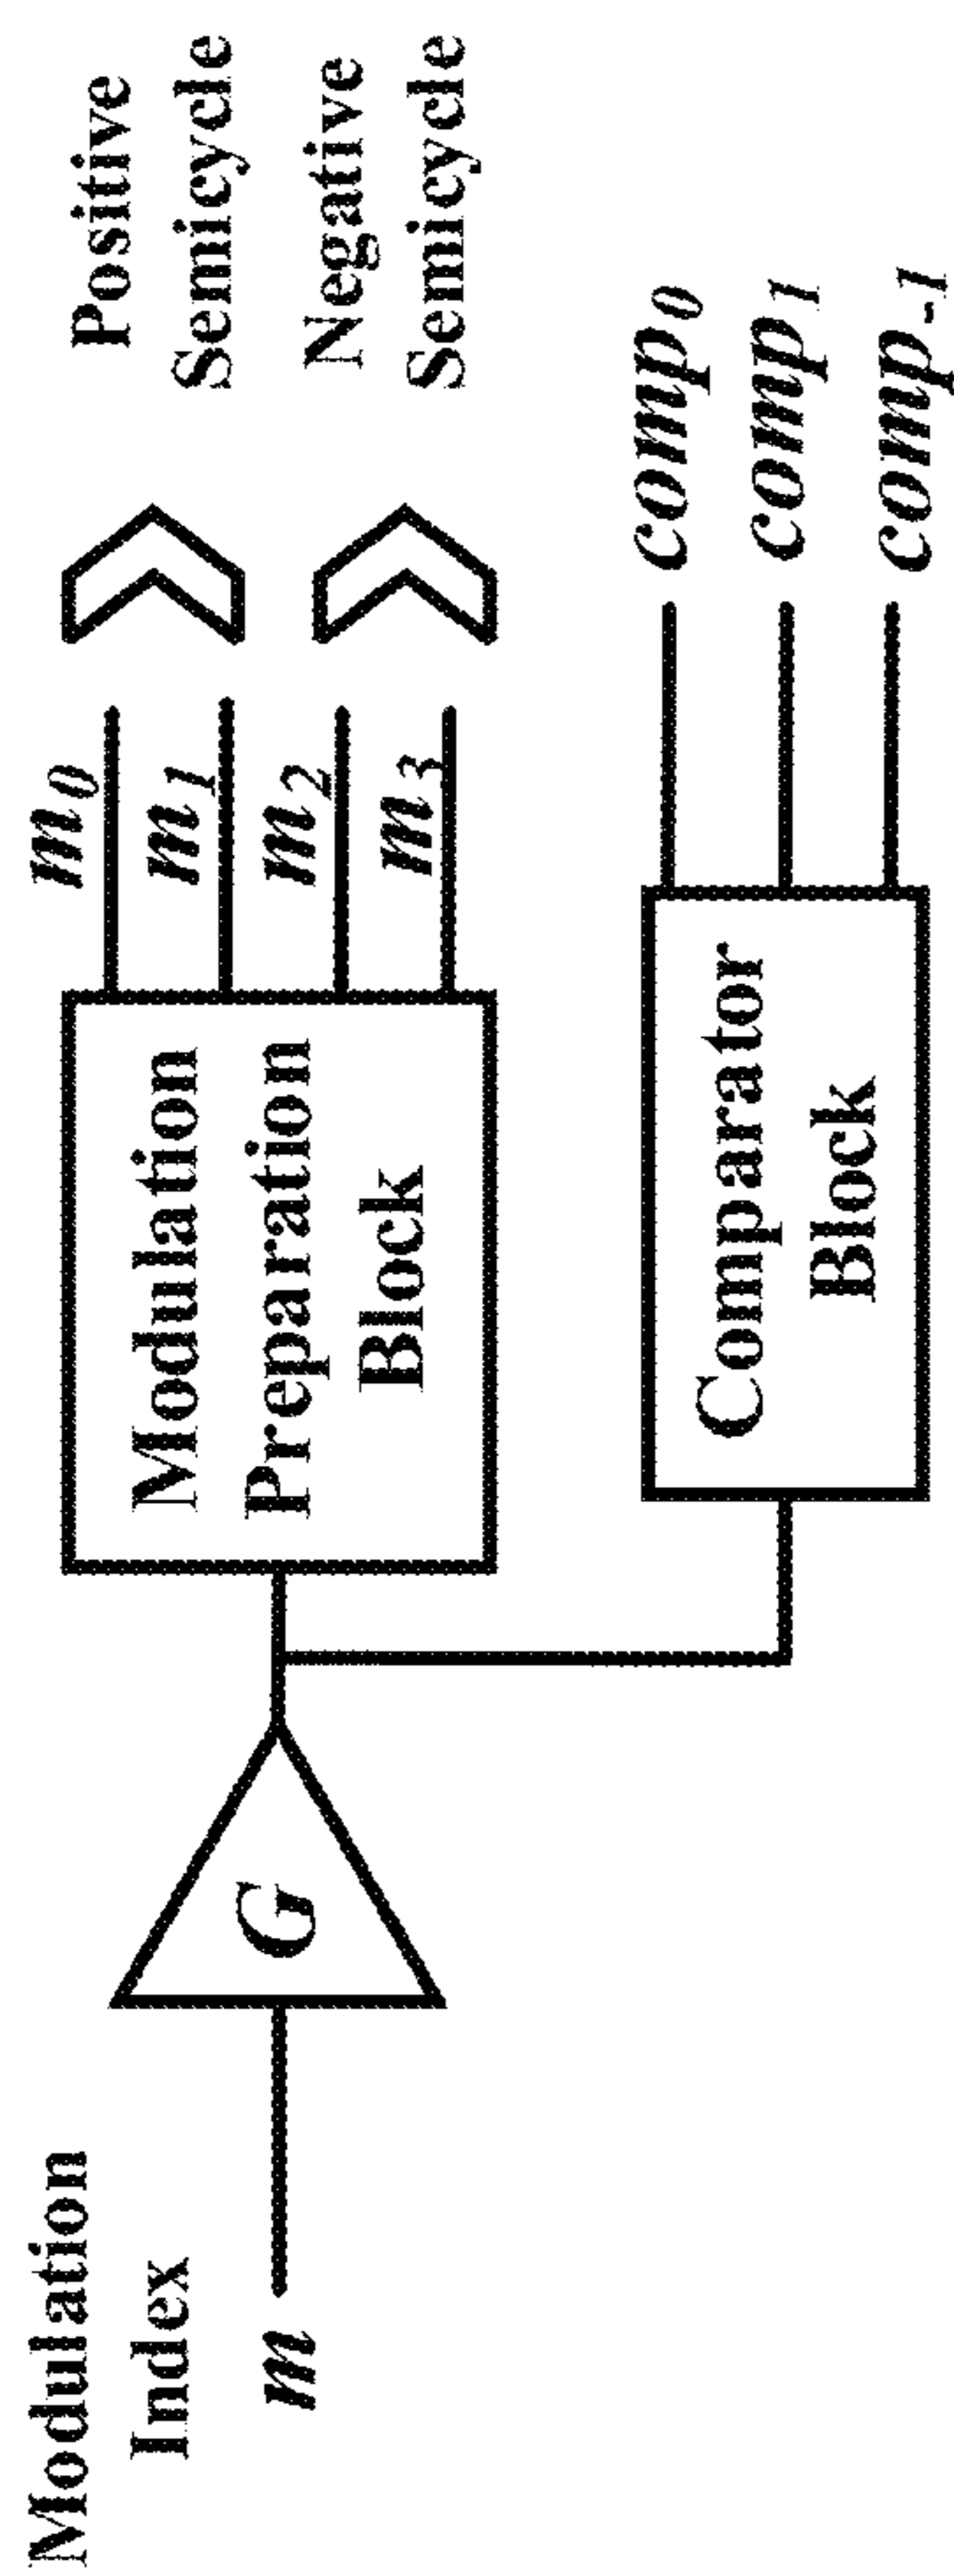 Modulation
Index
m
G
Modulation
Preparation
Block
m0
m1
m2
m3
Positive
Semicycle
Negative
Semicycle
Comparator
Block
comp0
comp1
comp-1